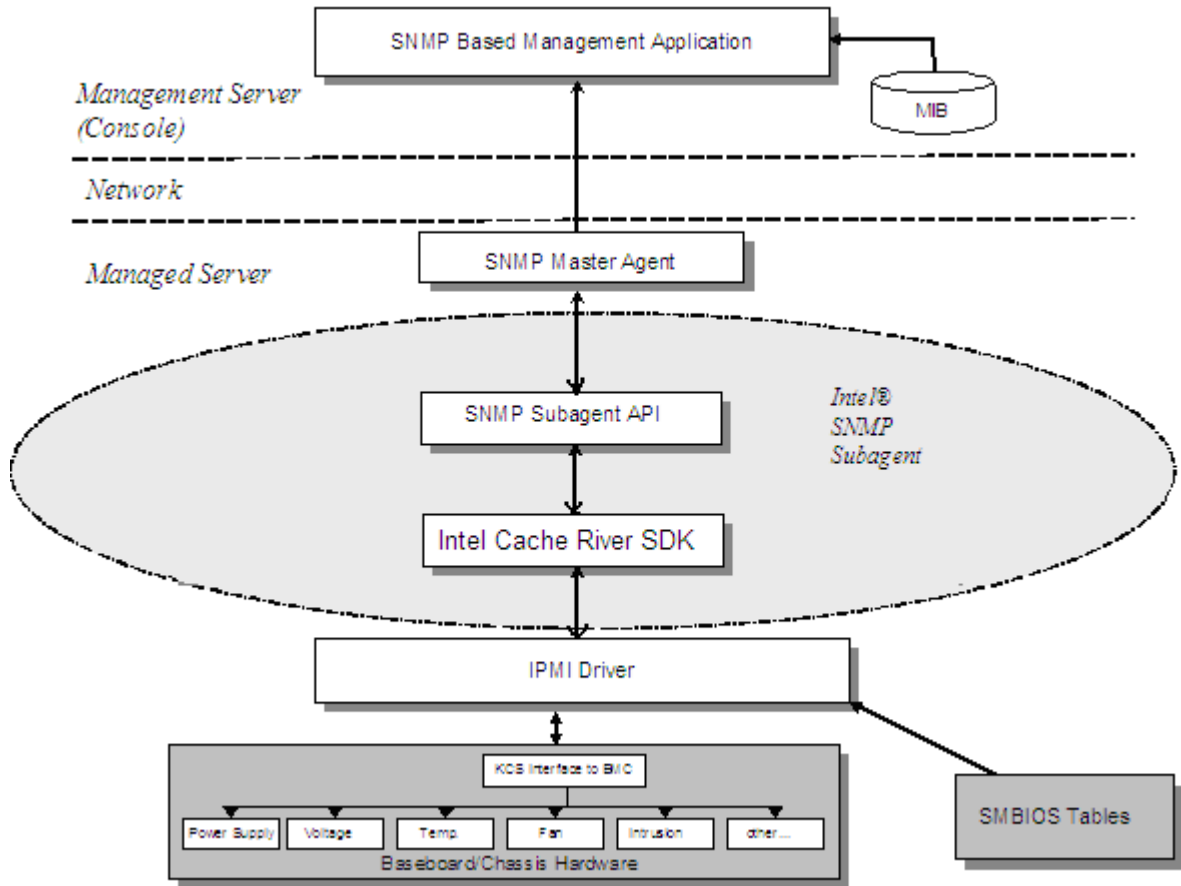 SNMP Based Management Application
MIB
Management Server
(Console)
Network
SNMP Master Agent
Managed Server
SNMP Subagent API
Intel®
SNMP
Subagent
Intel Cache River SDK
IPMI Driver
KCS Interface to BMC
Power Supply
Voltage
Temp.
Fan
Intrusion
other...
Baseboard/Chassis Hardware
SMBIOS Tables